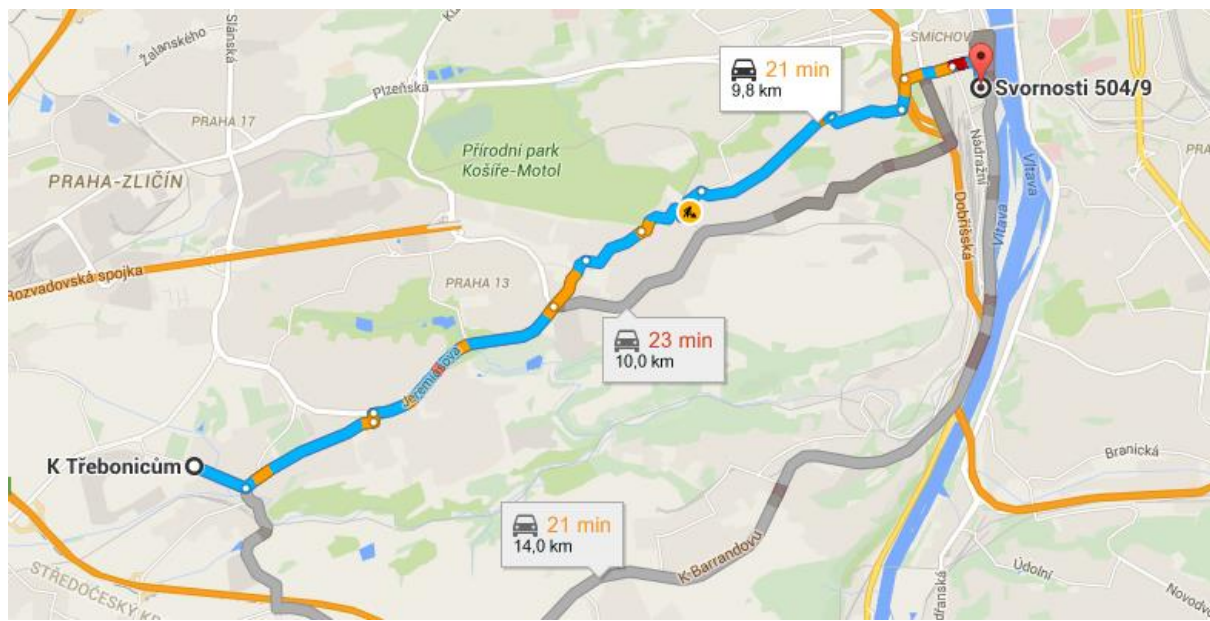 SMÍCHOV
Slánská
Žalanského
21 min
9,8 km
Svornosti 504/9
Plzeňská
PRAHA 17
Přírodní park
Košíře-Motol
Nádražní
Vltava
Vltava
PRAHA-ZLIČÍN
Dobříšská
Rozvadovská spojka
PRAHA 13
23 min
10,0 km
Jeremiášova
K Třebonicům
Branická
21 min
14,0 km
K Barrandovu
STŘEDOČESKÝ KR
Údolní